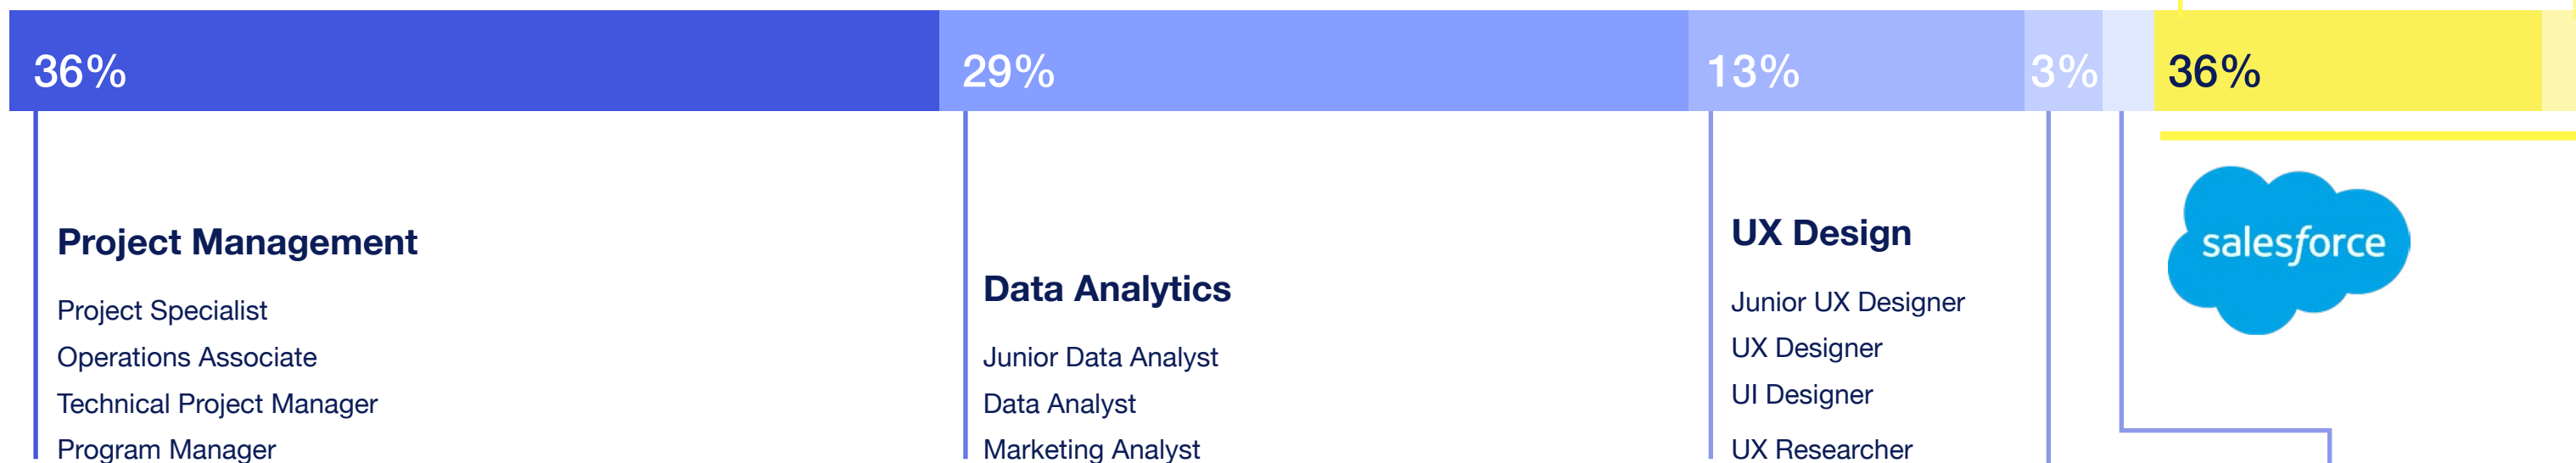 36%
29%
13%
3%
36%
Project Management
Project Specialist
Operations Associate
Technical Project Manager
Program Manager
Data Analytics
Junior Data Analyst
Data Analyst
Marketing Analyst
UX Design
Junior UX Designer
UX Designer
UI Designer
UX Researcher
salesforce